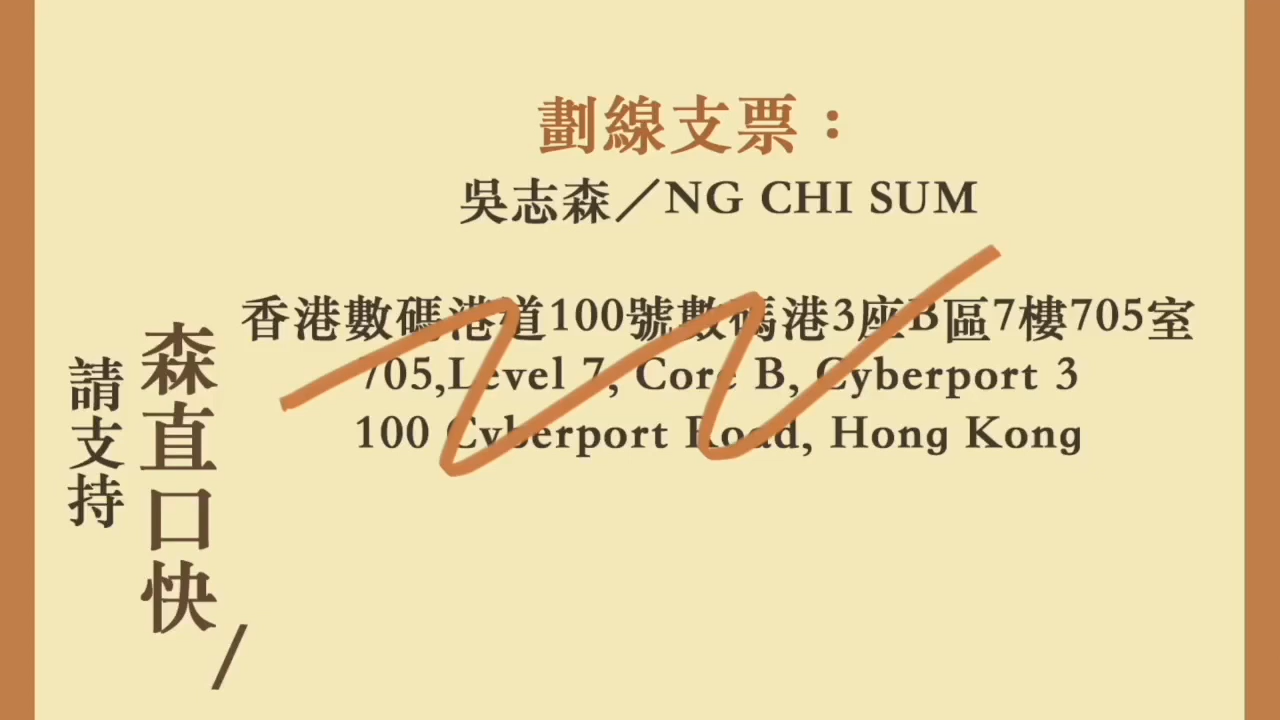 劃線支票：
吳志森／NG CHI SUM
香港數碼港道100號數碼港3座B區7樓705室
705,Level 7, Core B, Cyberport 3
100 Cyberport Road, Hong Kong
請支持
森直口快/